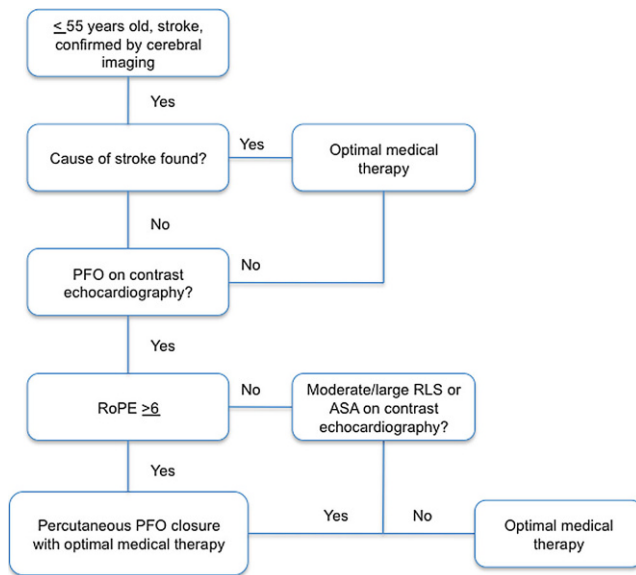 < 55 years old, stroke,
confirmed by cerebral
imaging
Yes
Cause of stroke found?
Yes
Optimal medical
therapy
No
PFO on contrast
echocardiography?
No
Yes
RoPE >6
No
Moderate/large RLS or
ASA on contrast
echocardiography?
Yes
Percutaneous PFO closure
with optimal medical therapy
Yes
No
Optimal medical
therapy